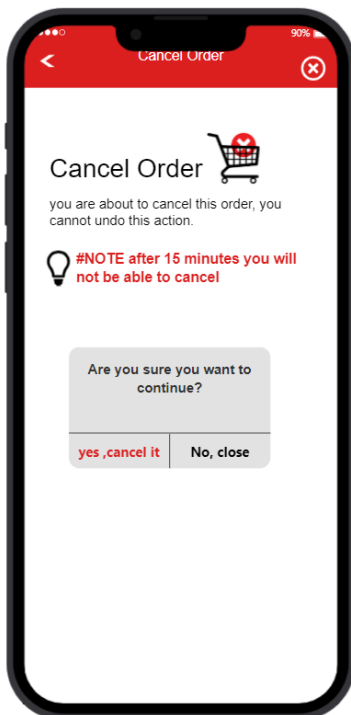 90%
Cancel Order
Cancel Order
you are about to cancel this order, you
cannot undo this action.
#NOTE after 15 minutes you will
not be able to cancel
Are you sure you want to
continue?
yes ,cancel it
No, close